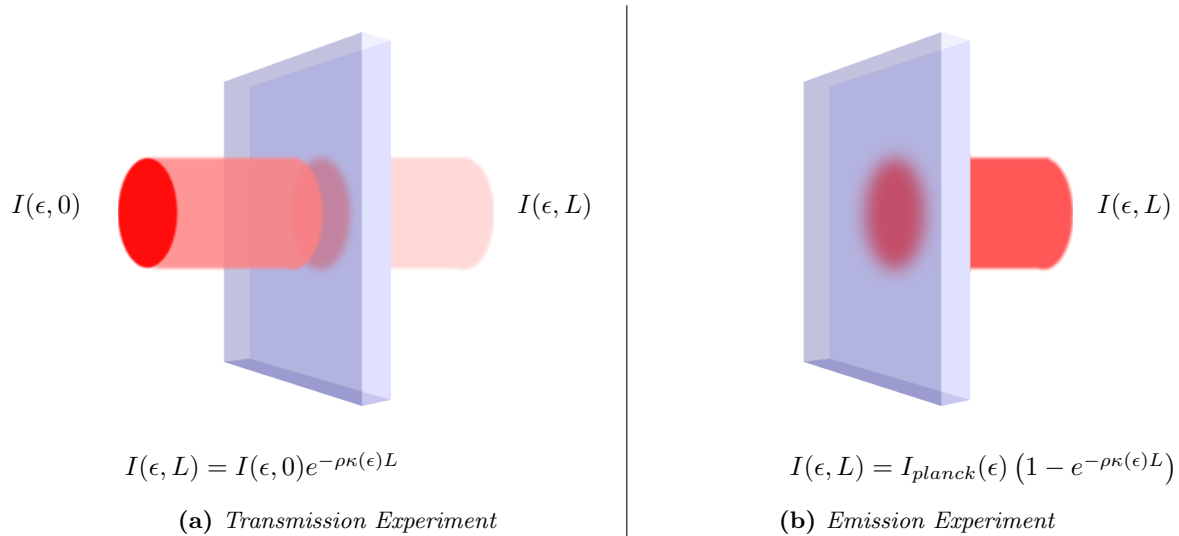 I(ϵ, 0)
I(ϵ, L)
I(ϵ, L) = I(ϵ, 0)e^{−ρκ(ϵ)L}
(a) Transmission Experiment
I(ϵ, L)
I(ϵ, L) = I_{planck}(ϵ) (1 − e^{−ρκ(ϵ)L})
(b) Emission Experiment